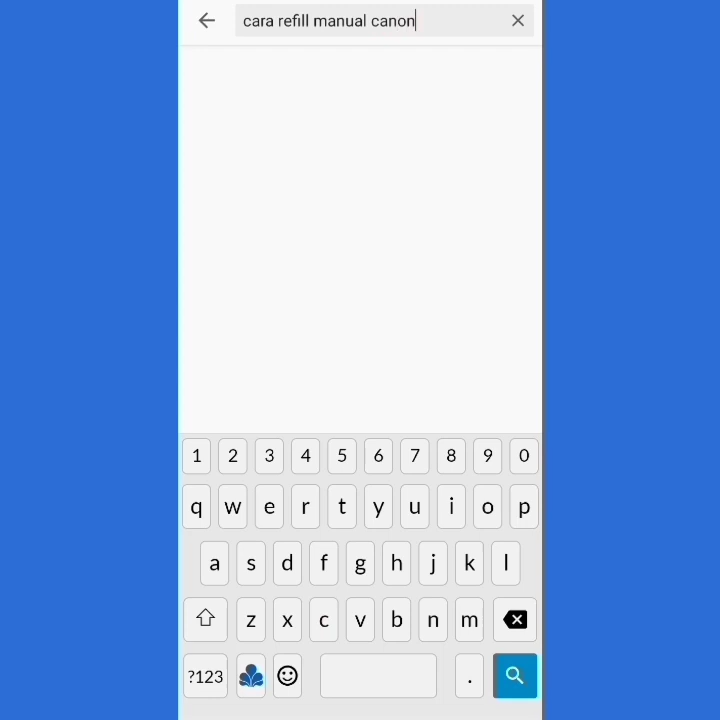 cara refill manual canon
1 2 3 4 5 6 7 8 9 0
q w e r t y u i o p
a s d f g h j k l
z x c v b n m
?123 .